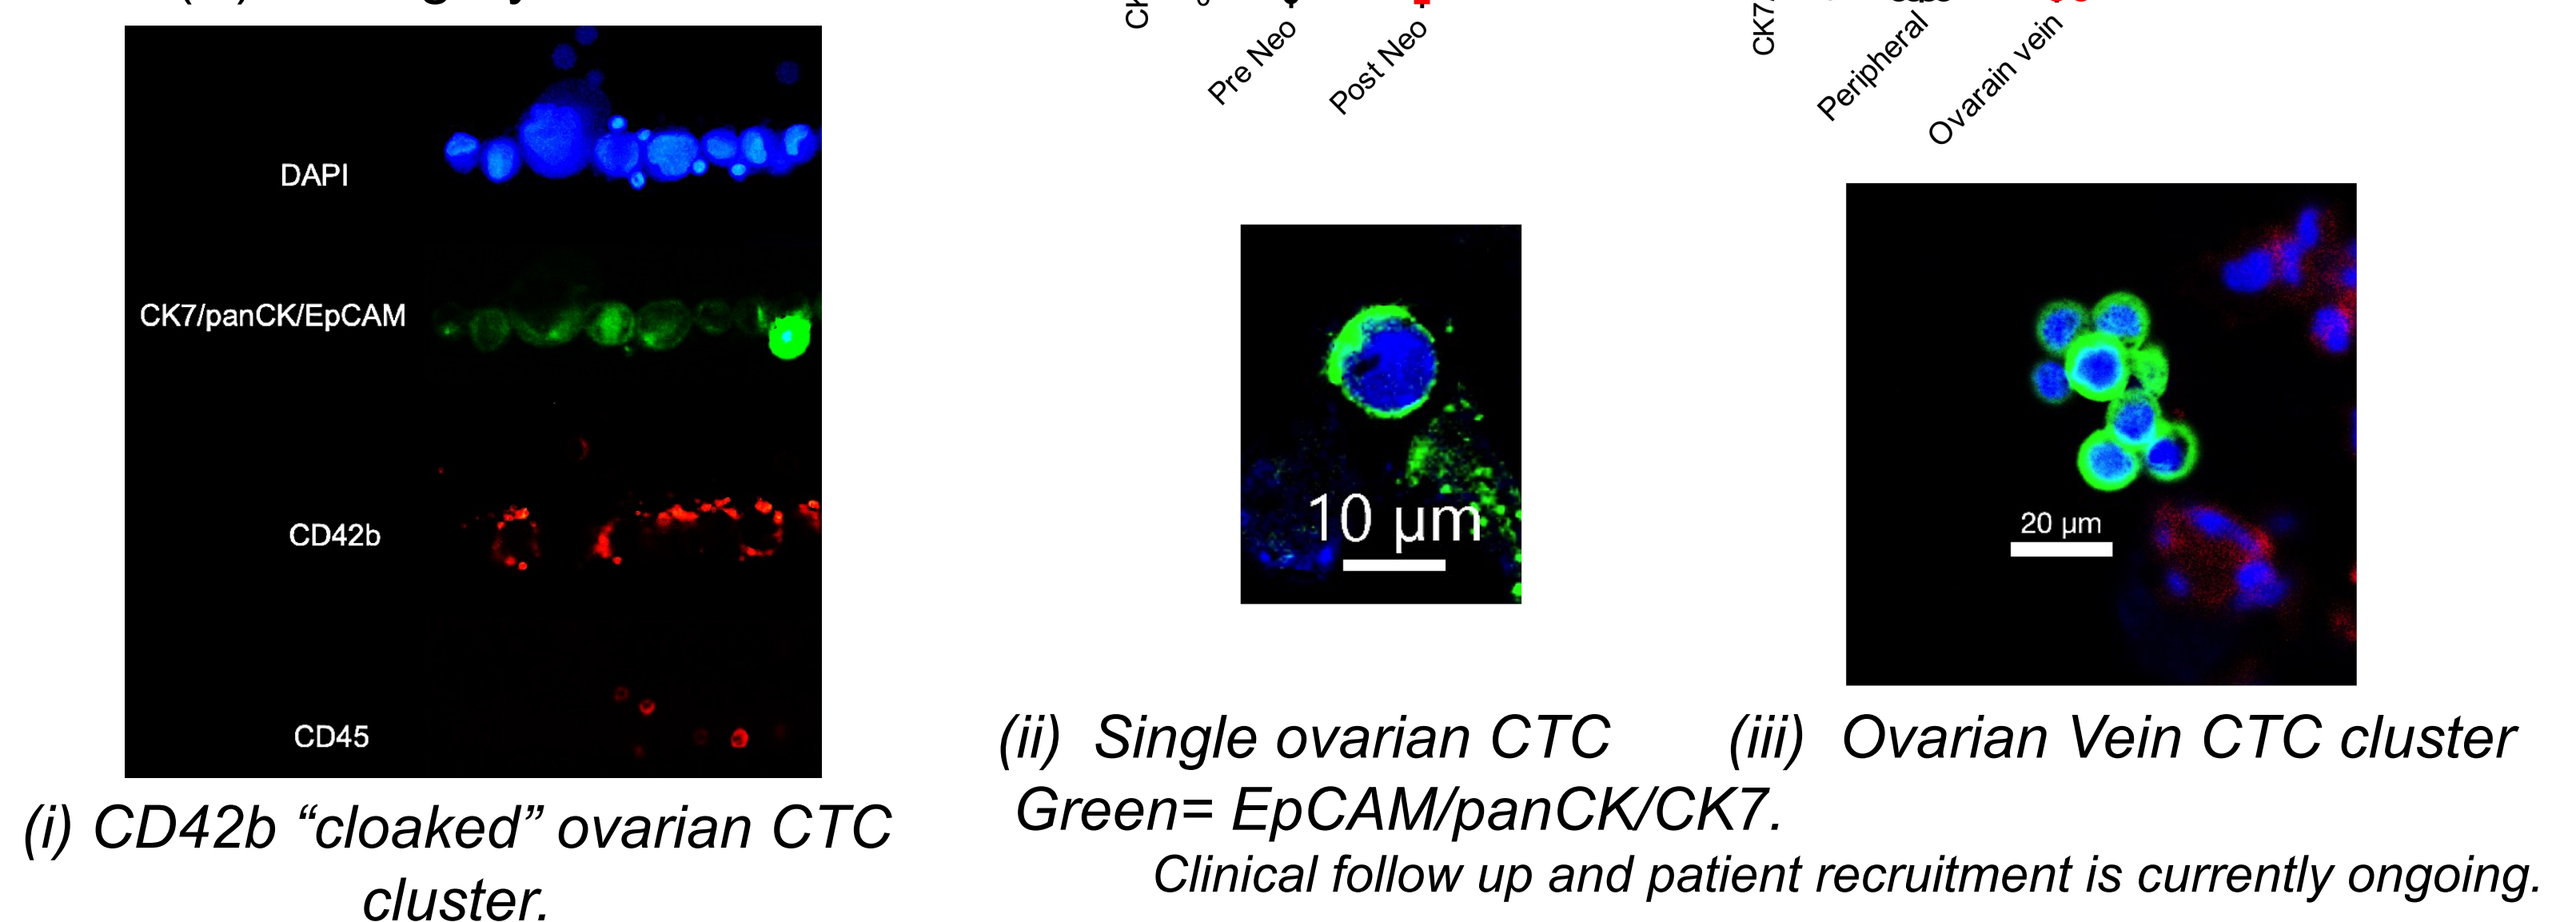 CK
Pre Neo
Post Neo
CK7
Peripheral
Ovarain vein
DAPI
CK7/panCK/EpCAM
CD42b
CD45
10 µm
20 µm
(i) CD42b “cloaked” ovarian CTC
cluster.
(ii) Single ovarian CTC
(iii) Ovarian Vein CTC cluster
Green= EpCAM/panCK/CK7.
Clinical follow up and patient recruitment is currently ongoing.